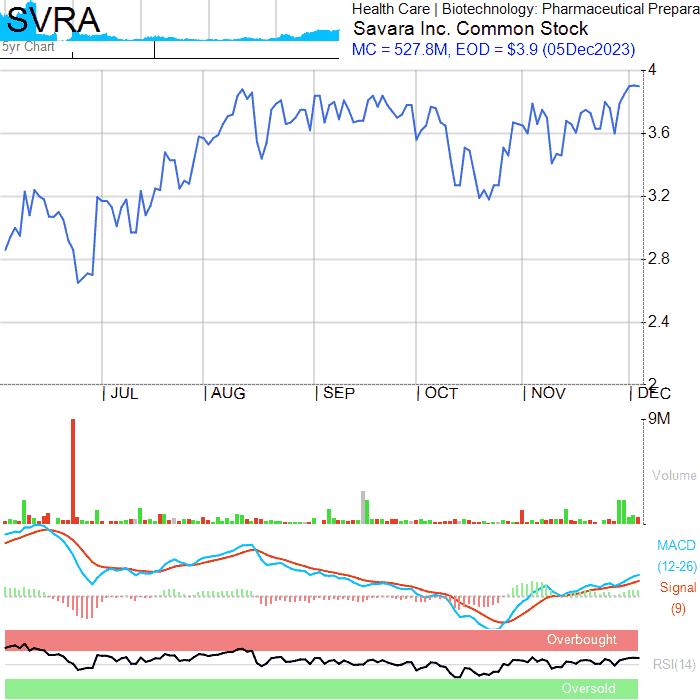 SVRA
5yr Chart
Health Care | Biotechnology: Pharmaceutical Prepara
Savara Inc. Common Stock
MC = 527.8M, EOD = $3.9 (05Dec2023)
4
3.6
3.2
2.8
2.4
2
JUL
AUG
SEP
OCT
NOV
DEC
9M
Volume
MACD
(12-26)
Signal
(9)
Overbought
RSI(14)
Oversold